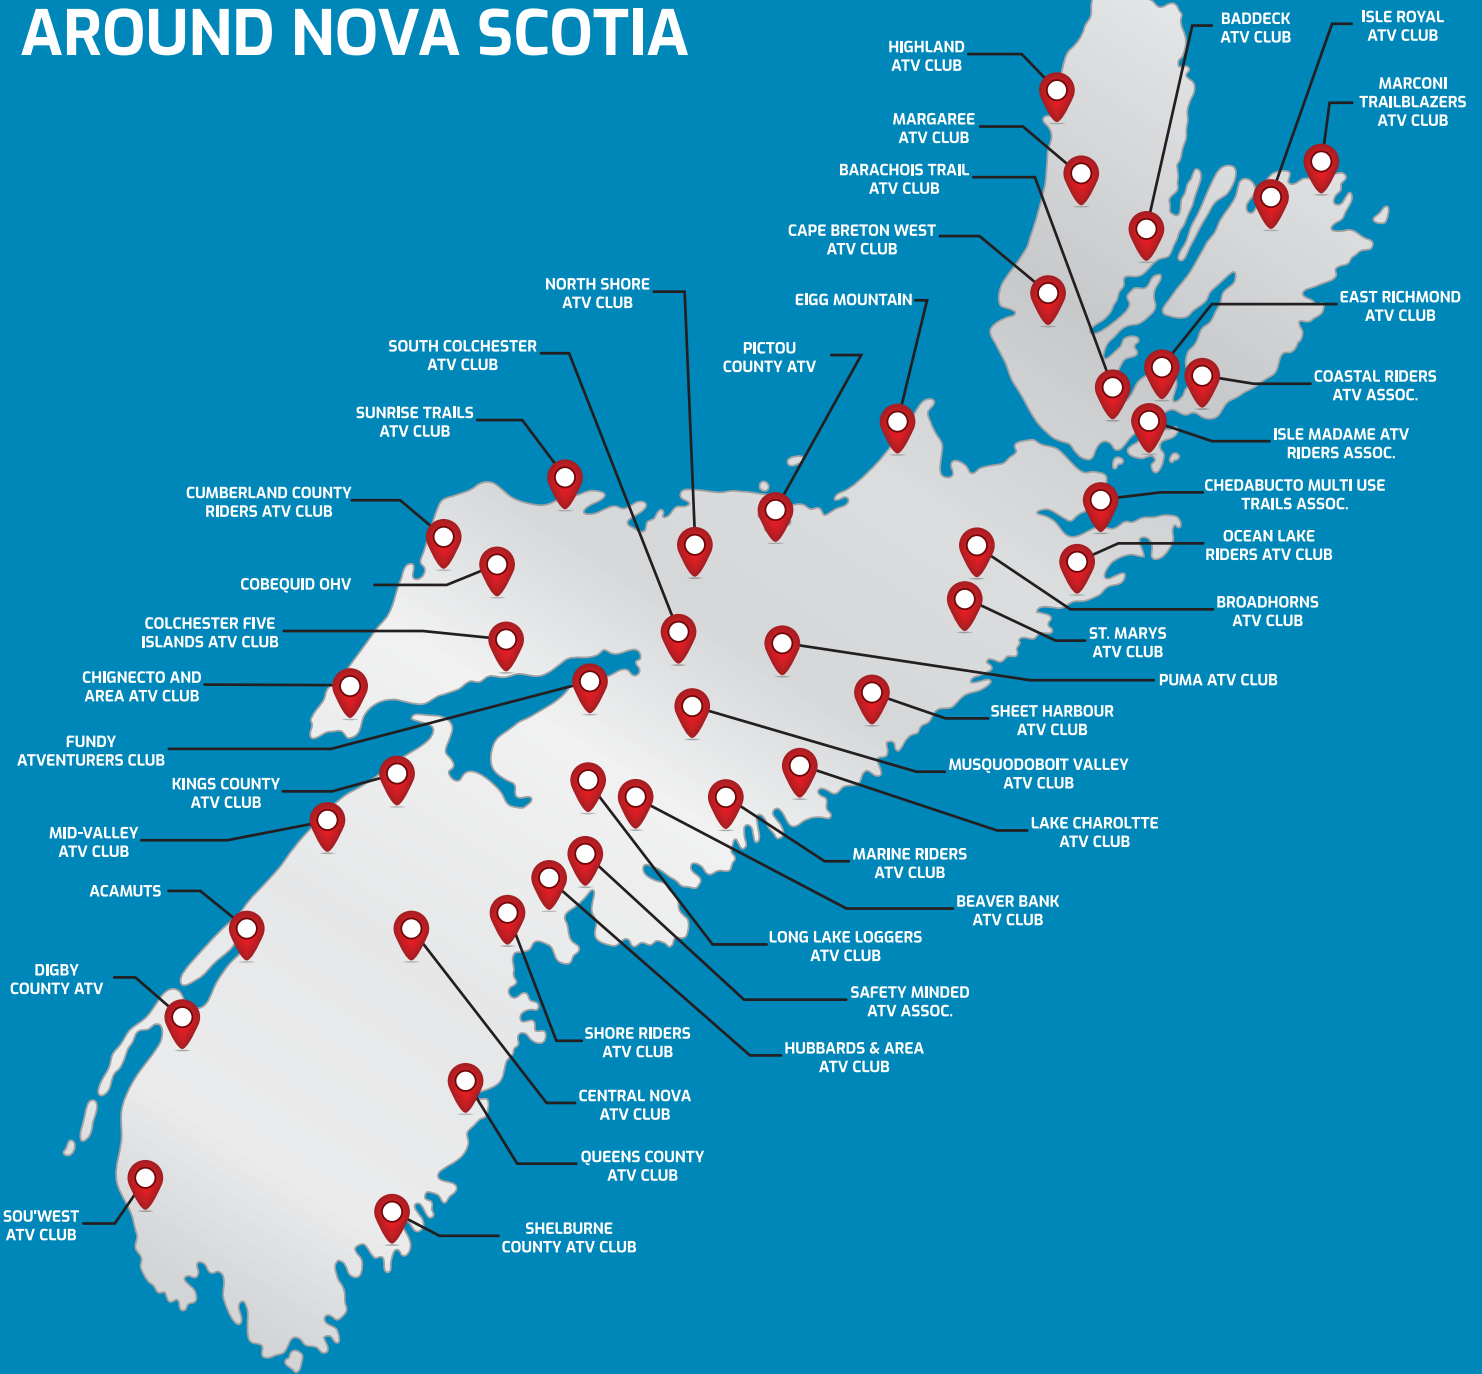 AROUND NOVA SCOTIA
BADDECK
ATV CLUB
ISLE ROYAL
ATV CLUB
HIGHLAND
ATV CLUB
MARCONI
TRAILBLAZERS
ATV CLUB
MARGAREE
ATV CLUB
BARACHOIS TRAIL
ATV CLUB
CAPE BRETON WEST
ATV CLUB
NORTH SHORE
ATV CLUB
EIGG MOUNTAIN
EAST RICHMOND
ATV CLUB
SOUTH COLCHESTER
ATV CLUB
PICTOU
COUNTY ATV
COASTAL RIDERS
ATV ASSOC.
SUNRISE TRAILS
ATV CLUB
ISLE MADAME ATV
RIDERS ASSOC.
CUMBERLAND COUNTY
RIDERS ATV CLUB
CHEDABUCTO MULTI USE
TRAILS ASSOC.
OCEAN LAKE
RIDERS ATV CLUB
COBEQUID OHV
BROADHORNS
ATV CLUB
COLCHESTER FIVE
ISLANDS ATV CLUB
ST. MARYS
ATV CLUB
CHIGNECTO AND
AREA ATV CLUB
PUMA ATV CLUB
SHEET HARBOUR
ATV CLUB
FUNDY
ATVENTURERS CLUB
MUSQUODOBOIT VALLEY
ATV CLUB
KINGS COUNTY
ATV CLUB
LAKE CHAROLTTE
ATV CLUB
MID-VALLEY
ATV CLUB
MARINE RIDERS
ATV CLUB
ACAMUTS
BEAVER BANK
ATV CLUB
LONG LAKE LOGGERS
ATV CLUB
DIGBY
COUNTY ATV
SAFETY MINDED
ATV ASSOC.
SHORE RIDERS
ATV CLUB
HUBBARDS & AREA
ATV CLUB
CENTRAL NOVA
ATV CLUB
QUEENS COUNTY
ATV CLUB
SOU'WEST
ATV CLUB
SHELBURNE
COUNTY ATV CLUB